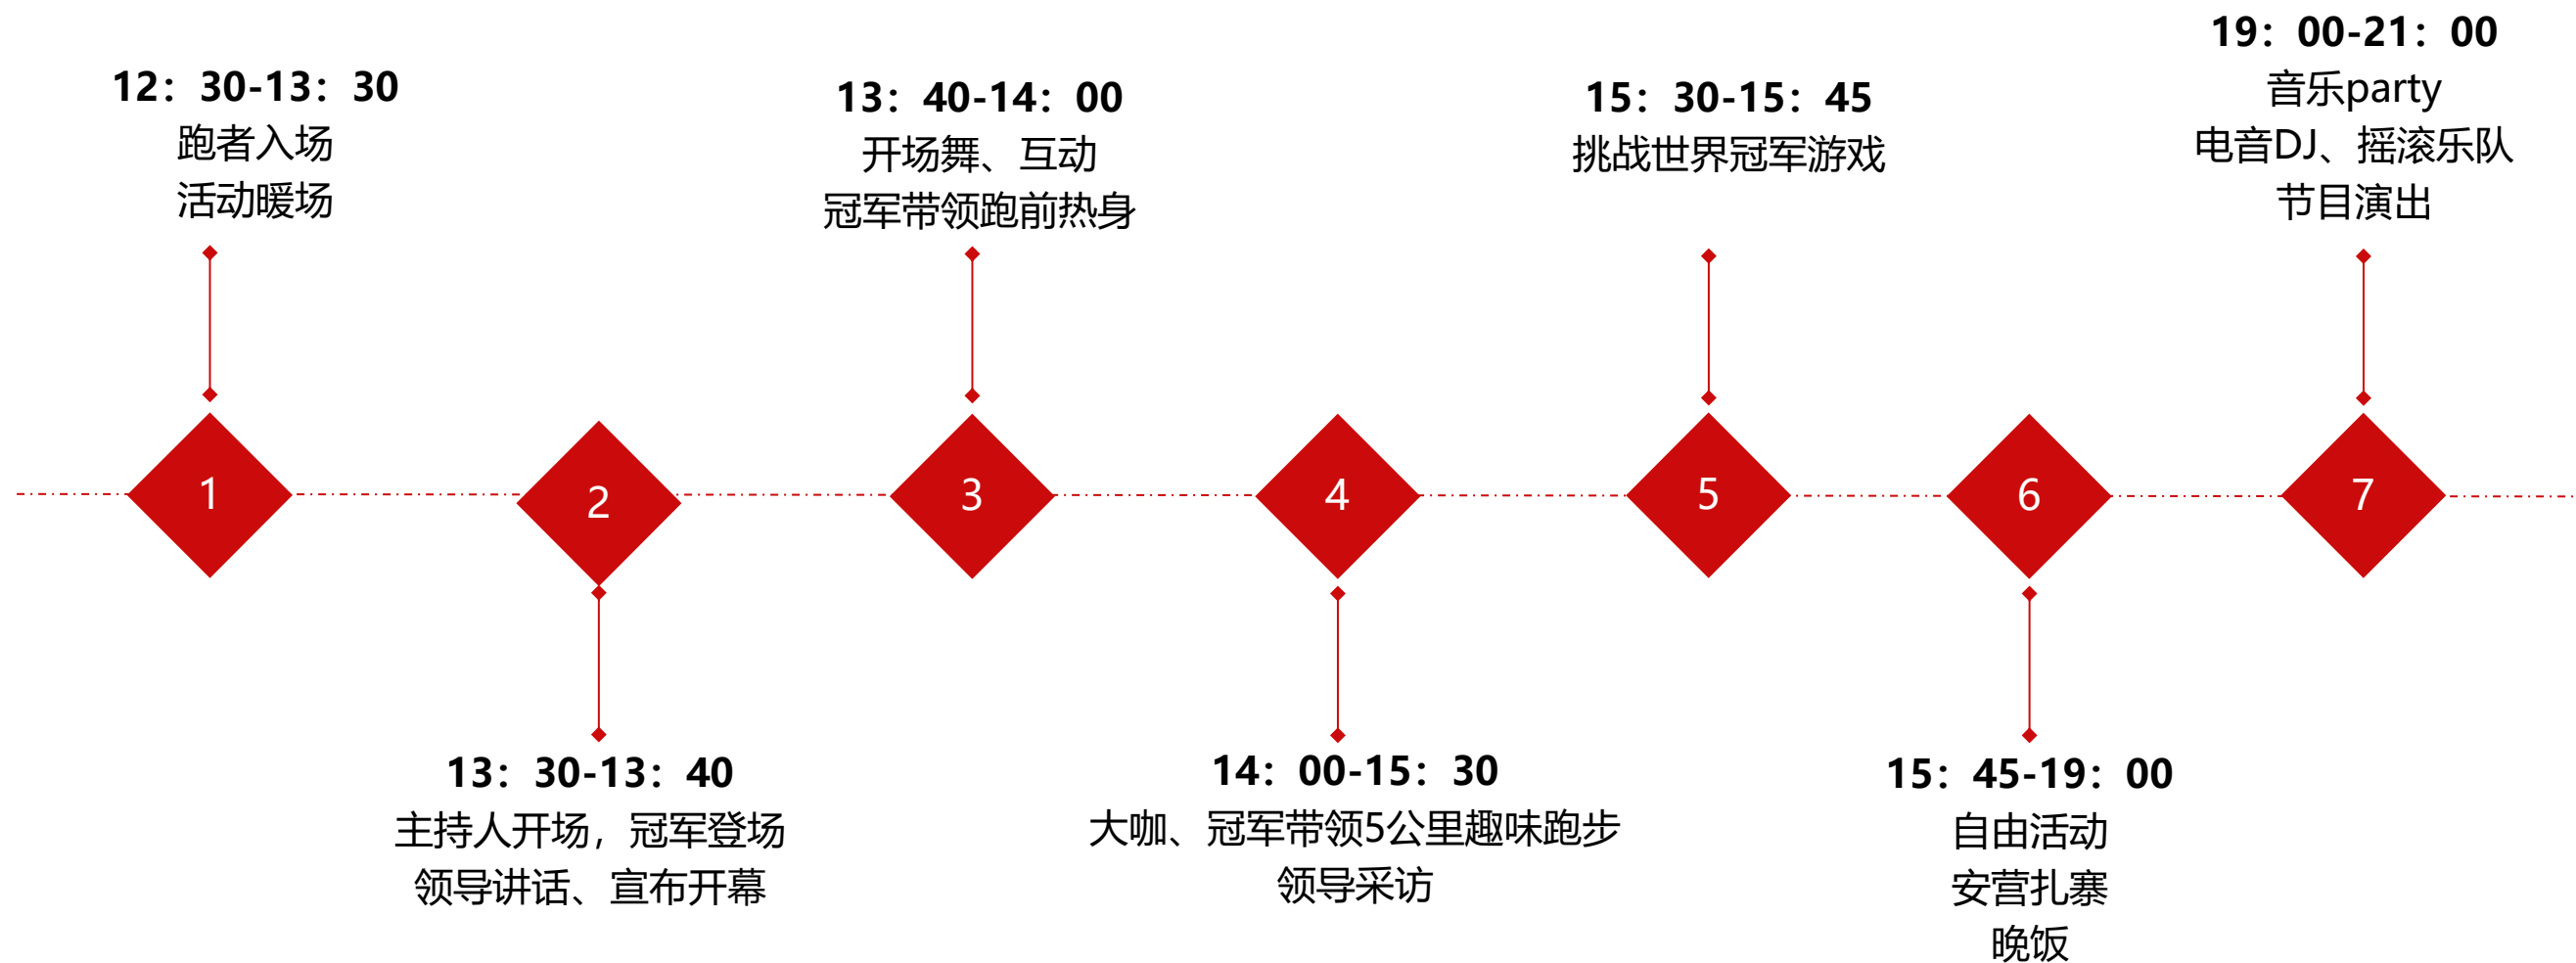 12：30-13：30
跑者入场
活动暖场
1
13：30-13：40
主持人开场，冠军登场
领导讲话、宣布开幕
2
13：40-14：00
开场舞、互动
冠军带领跑前热身
3
14：00-15：30
大咖、冠军带领5公里趣味跑步
领导采访
4
15：30-15：45
挑战世界冠军游戏
5
15：45-19：00
自由活动
安营扎寨
晚饭
6
19：00-21：00
音乐party
电音DJ、摇滚乐队
节目演出
7